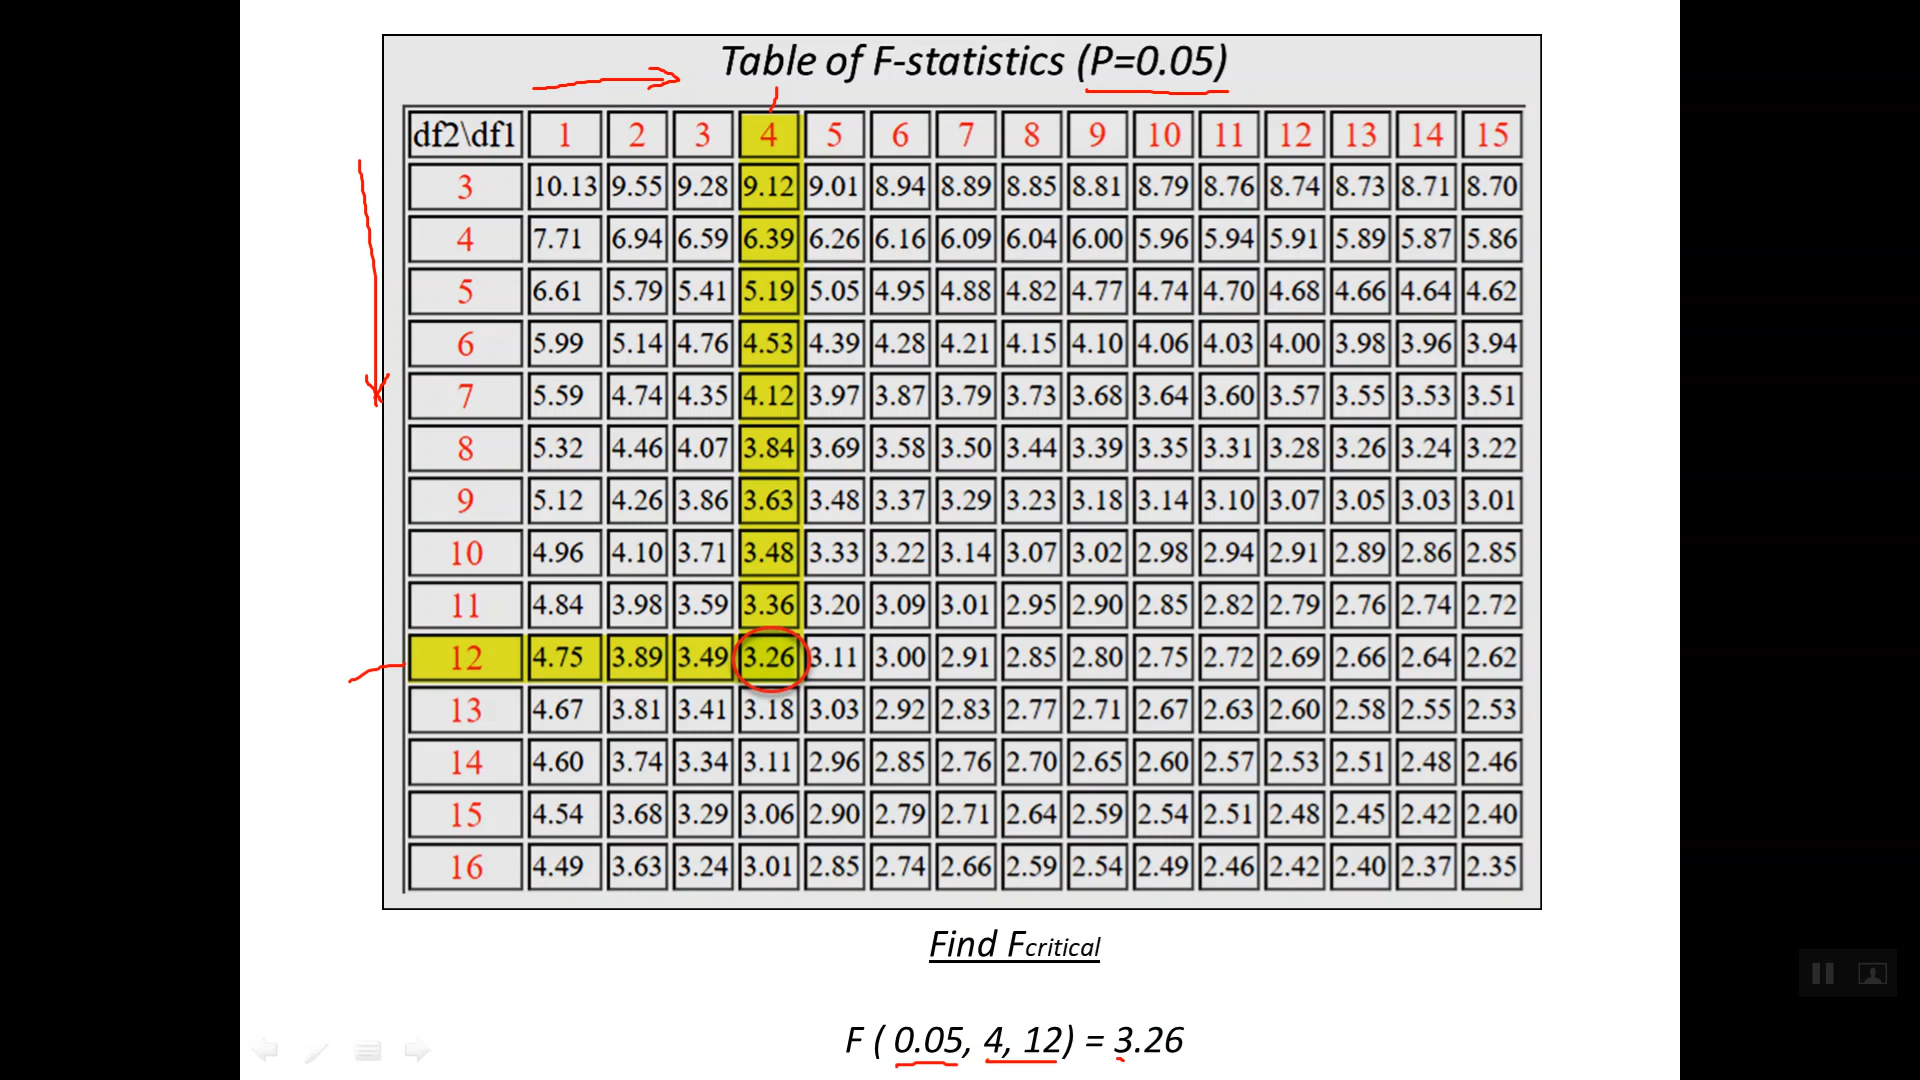 Table of F-statistics (P=0.05)
df2\df1 1 2 3 4 5 6 7 8 9 10 11 12 13 14 15
3 10.13 9.55 9.28 9.12 9.01 8.94 8.89 8.85 8.81 8.79 8.76 8.74 8.73 8.71 8.70
4 7.71 6.94 6.59 6.39 6.26 6.16 6.09 6.04 6.00 5.96 5.94 5.91 5.89 5.87 5.86
5 6.61 5.79 5.41 5.19 5.05 4.95 4.88 4.82 4.77 4.74 4.70 4.68 4.66 4.64 4.62
6 5.99 5.14 4.76 4.53 4.39 4.28 4.21 4.15 4.10 4.06 4.03 4.00 3.98 3.96 3.94
7 5.59 4.74 4.35 4.12 3.97 3.87 3.79 3.73 3.68 3.64 3.60 3.57 3.55 3.53 3.51
8 5.32 4.46 4.07 3.84 3.69 3.58 3.50 3.44 3.39 3.35 3.31 3.28 3.26 3.24 3.22
9 5.12 4.26 3.86 3.63 3.48 3.37 3.29 3.23 3.18 3.14 3.10 3.07 3.05 3.03 3.01
10 4.96 4.10 3.71 3.48 3.33 3.22 3.14 3.07 3.02 2.98 2.94 2.91 2.89 2.86 2.85
11 4.84 3.98 3.59 3.36 3.20 3.09 3.01 2.95 2.90 2.85 2.82 2.79 2.76 2.74 2.72
12 4.75 3.89 3.49 3.26 3.11 3.00 2.91 2.85 2.80 2.75 2.72 2.69 2.66 2.64 2.62
13 4.67 3.81 3.41 3.18 3.03 2.92 2.83 2.77 2.71 2.67 2.63 2.60 2.58 2.55 2.53
14 4.60 3.74 3.34 3.11 2.96 2.85 2.76 2.70 2.65 2.60 2.57 2.53 2.51 2.48 2.46
15 4.54 3.68 3.29 3.06 2.90 2.79 2.71 2.64 2.59 2.54 2.51 2.48 2.45 2.42 2.40
16 4.49 3.63 3.24 3.01 2.85 2.74 2.66 2.59 2.54 2.49 2.46 2.42 2.40 2.37 2.35
Find Fcritical
F ( 0.05, 4, 12) = 3.26